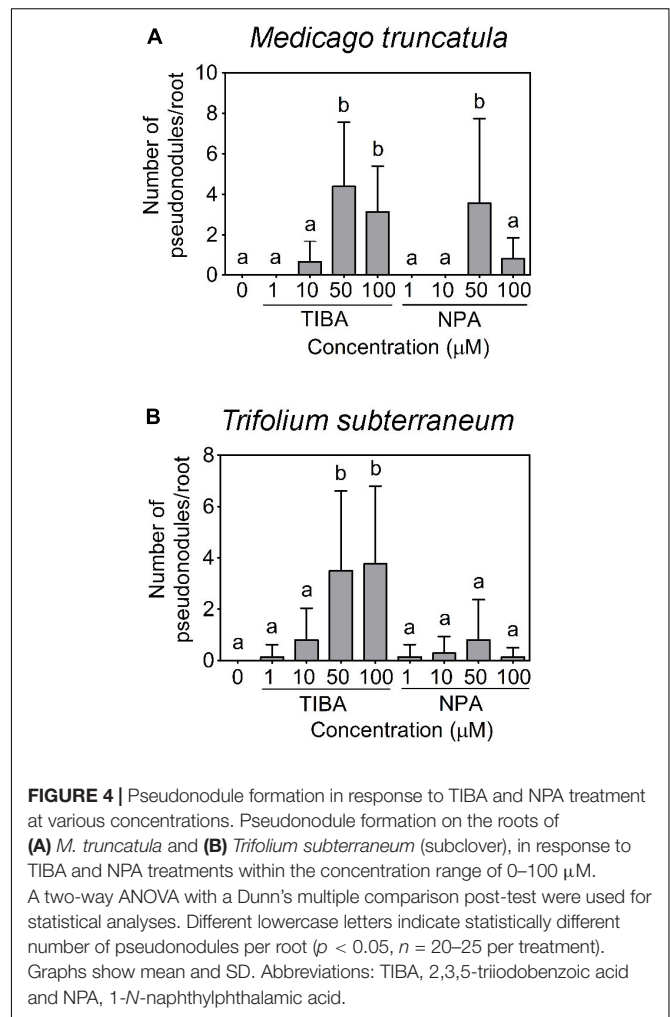 A Medicago truncatula
Number of
pseudonodules/root
10
8
6
4
2
0
a a a b b a a b a
0 1 10 50 100 1 10 50 100
TIBA NPA
Concentration (μM)
B Trifolium subterraneum
Number of
pseudonodules/root
8
6
4
2
0
a a a b b a a a a
0 1 10 50 100 1 10 50 100
TIBA NPA
Concentration (μM)
FIGURE 4 | Pseudonodule formation in response to TIBA and NPA treatment
at various concentrations. Pseudonodule formation on the roots of
(A) M. truncatula and (B) Trifolium subterraneum (subclover), in response to
TIBA and NPA treatments within the concentration range of 0–100 μM.
A two-way ANOVA with a Dunn's multiple comparison post-test were used for
statistical analyses. Different lowercase letters indicate statistically different
number of pseudonodules per root (p < 0.05, n = 20–25 per treatment).
Graphs show mean and SD. Abbreviations: TIBA, 2,3,5-triiodobenzoic acid
and NPA, 1-N-naphthylphthalamic acid.